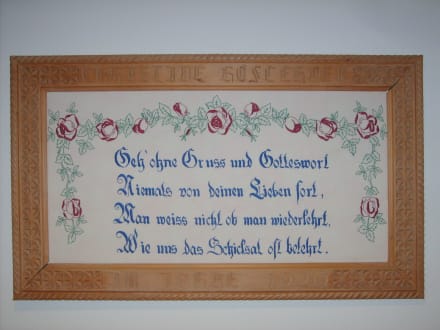 Geh' ohne Gruss und Gotteswort
Niemals von deinen Lieben fort,
Man weiss nicht ob man wiederkehrt,
Wie uns das Schicksal oft belehrt.